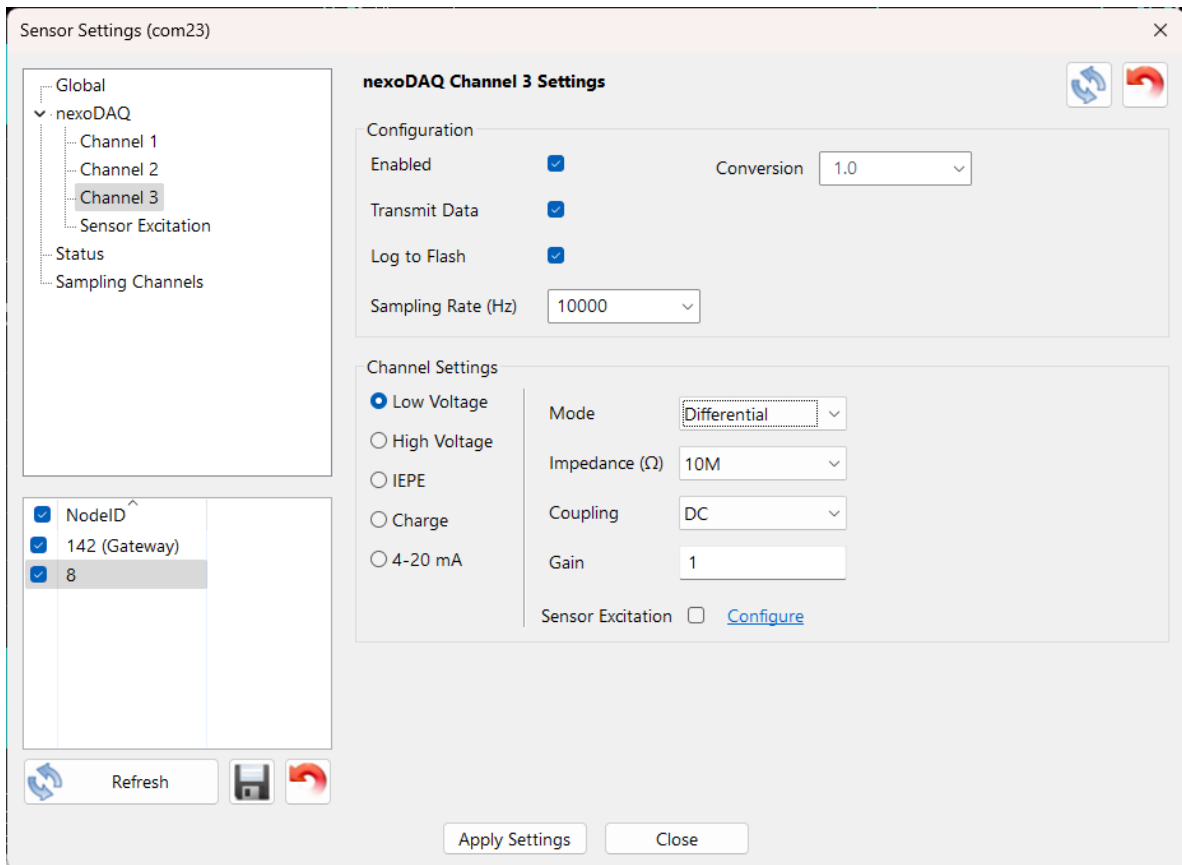 Sensor Settings (com23)
Global
nexoDAQ
Channel 1
Channel 2
Channel 3
Sensor Excitation
Status
Sampling Channels
NodeID
142 (Gateway)
8
Refresh
nexoDAQ Channel 3 Settings
Configuration
Enabled
Conversion 1.0
Transmit Data
Log to Flash
Sampling Rate (Hz) 10000
Channel Settings
Low Voltage
High Voltage
IEPE
Charge
4-20 mA
Mode Differential
Impedance (Ω) 10M
Coupling DC
Gain 1
Sensor Excitation Configure
Apply Settings Close